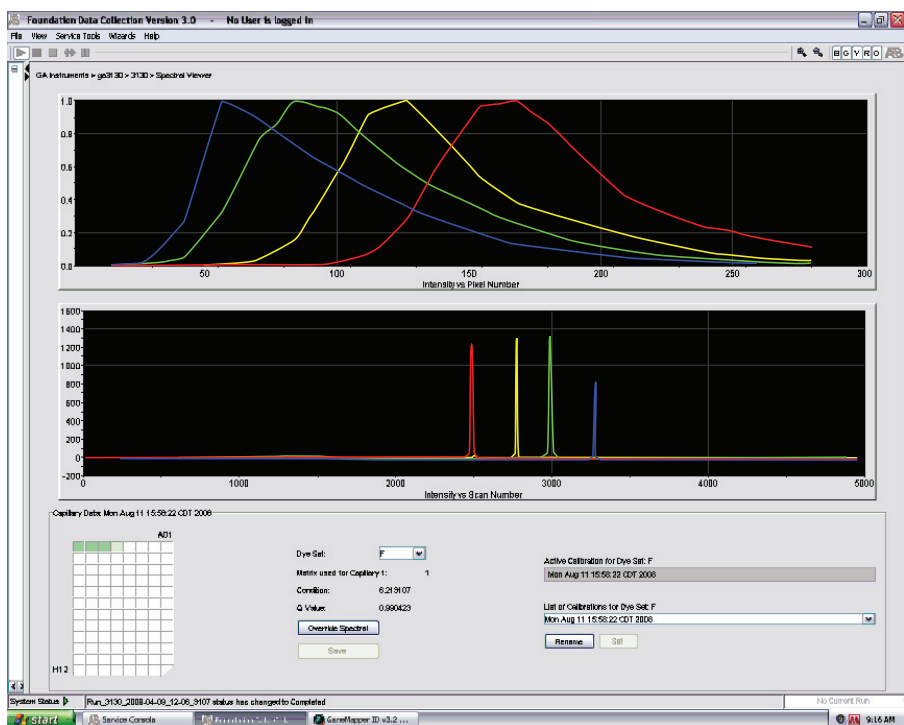 Foundation Data Collection Version 3.0 - No User is logged in
File View Service Tools Wizards Help
B G Y R O
GA Instruments > ga3130 > 3130 > Spectral Viewer
1.0
0.8
0.6
0.4
0.2
0.0
50 100 150 200 250 300
Intensity vs Pixel Number
1600
1400
1200
1000
800
600
400
200
0
-200
0 1000 2000 3000 4000 5000
Intensity vs Scan Number
Capillary Data: Mon Aug 11 15:58:22 CDT 2008
A01
H12
Dye Set: F
Matrix used for Capillary 1: 1
Condition: 6.219107
Q Value: 0.990423
Override Spectral
Save
Active Calibration for Dye Set: F
Mon Aug 11 15:58:22 CDT 2008
List of Calibrations for Dye Set: F
Mon Aug 11 15:58:22 CDT 2008
Rename Set
System Status Run_3130_2008-04-09_12-06_3107 status has changed to Completed No Current Run
start Service Console GeneMapper ID v3.2 ... 9:16 AM